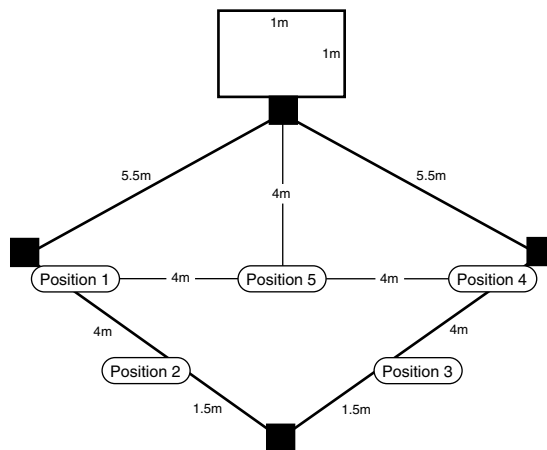 1m
1m
5.5m
5.5m
4m
Position 1
4m
Position 5
4m
Position 4
4m
4m
Position 2
Position 3
1.5m
1.5m